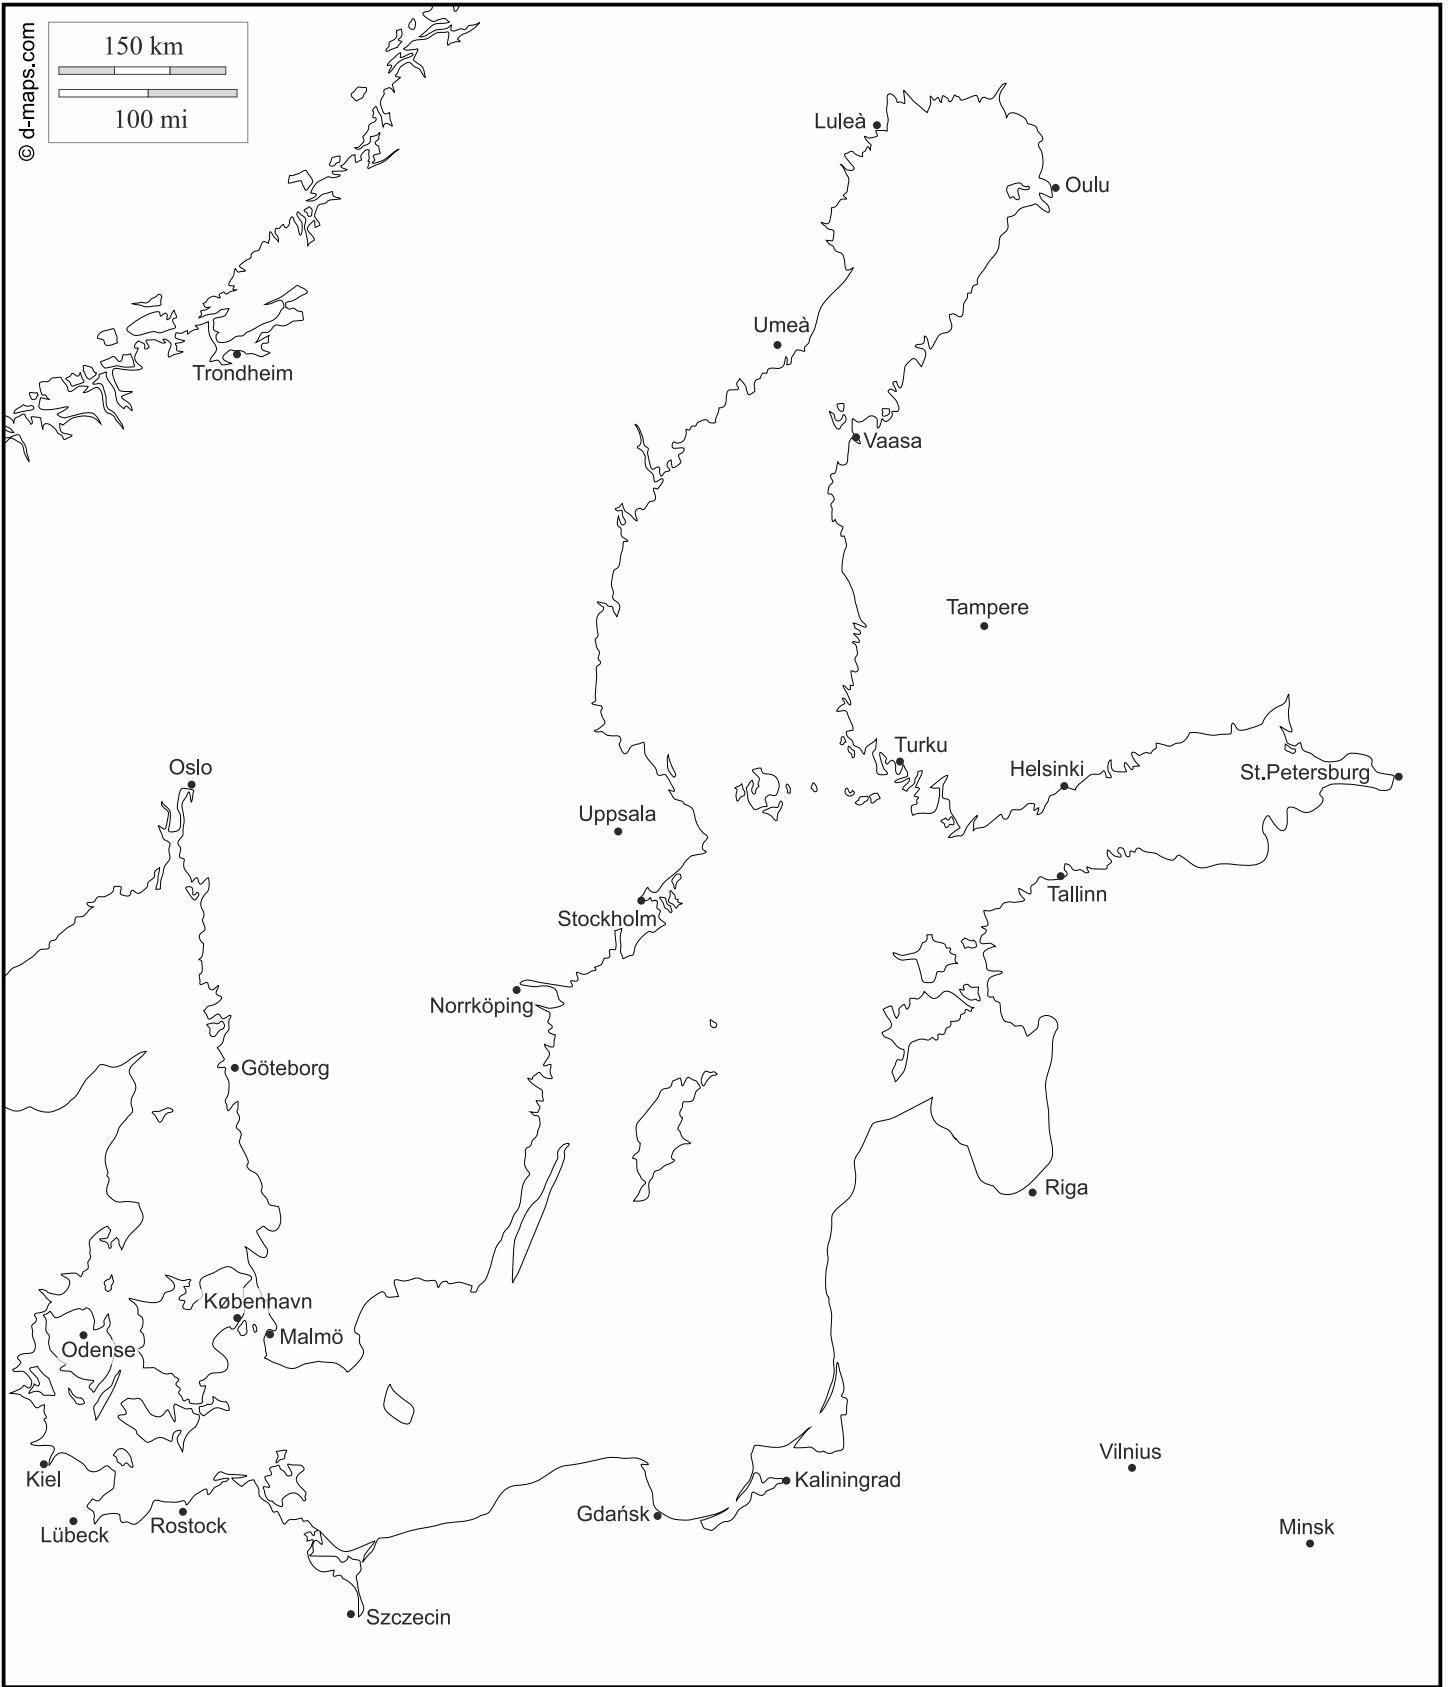 © d-maps.com
150 km
100 mi
Luleà
Oulu
Umeà
Trondheim
Vaasa
Tampere
Turku
Oslo
Helsinki
St.Petersburg
Uppsala
Tallinn
Stockholm
Norrköping
Göteborg
Riga
København
Malmö
Odense
Vilnius
Kiel
Kaliningrad
Gdańsk
Rostock
Lübeck
Minsk
Szczecin